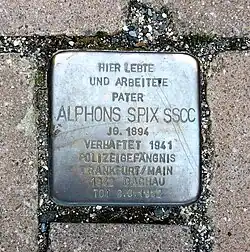 HIER LEBTE
UND ARBEITETE
PATER
ALPHONS SPIX SSCC
JG. 1894
VERHAFTET 1941
POLIZEIGEFÄNGNIS
FRANKFURT/MAIN
DACHAU
TOT